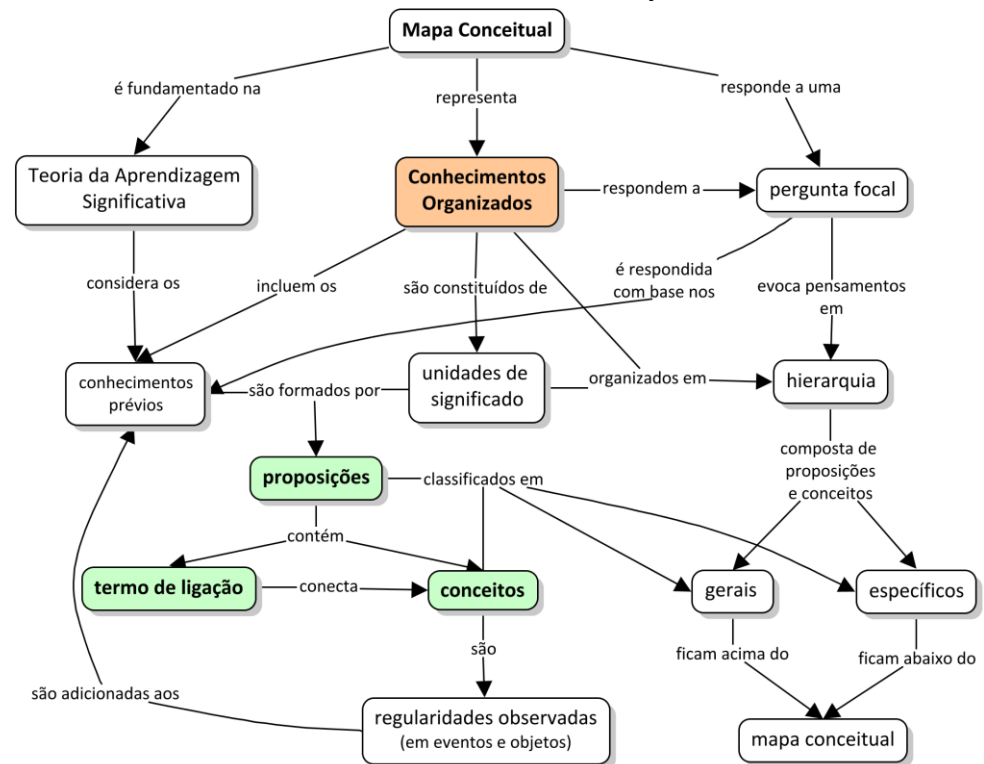 Mapa Conceitual
é fundamentado na
representa
responde a uma
Teoria da Aprendizagem
Significativa
Conhecimentos
Organizados
respondem a
pergunta focal
considera os
incluem os
são constituídos de
é respondida
com base nos
evoca pensamentos
em
conhecimentos
prévios
são formados por
unidades de
significado
organizados em
hierarquia
proposições
classificados em
composta de
proposições
e conceitos
contém
termo de ligação
conecta
conceitos
gerais
específicos
são
ficam acima do
ficam abaixo do
são adicionadas aos
regularidades observadas
(em eventos e objetos)
mapa conceitual